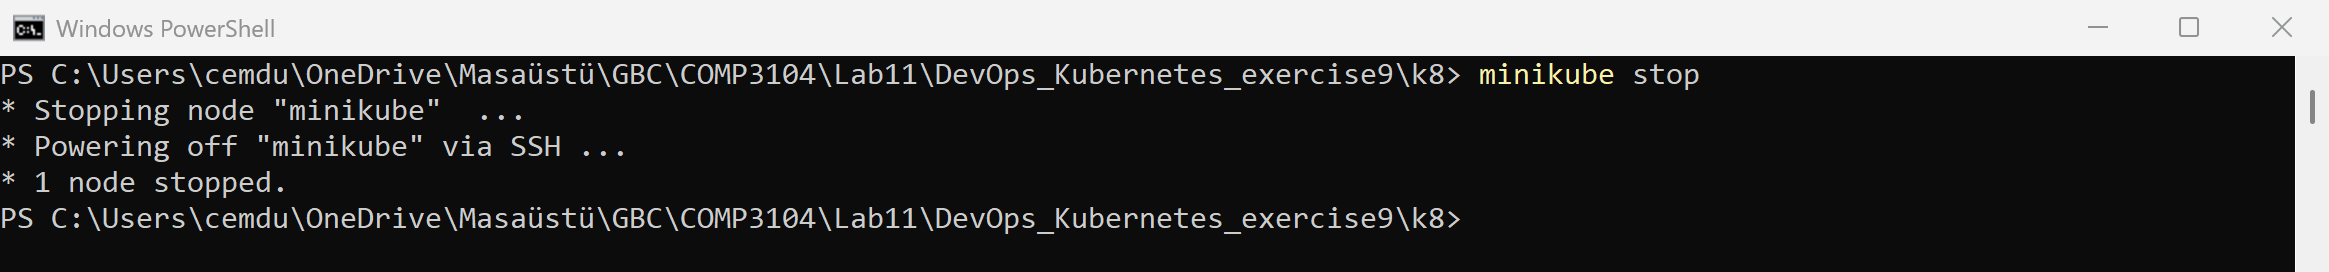 Windows PowerShell
PS C:\Users\cemdu\OneDrive\Masaüstü\GBC\COMP3104\Lab11\DevOps_Kubernetes_exercise9\k8> minikube stop
* Stopping node "minikube"  ...
* Powering off "minikube" via SSH ...
* 1 node stopped.
PS C:\Users\cemdu\OneDrive\Masaüstü\GBC\COMP3104\Lab11\DevOps_Kubernetes_exercise9\k8>